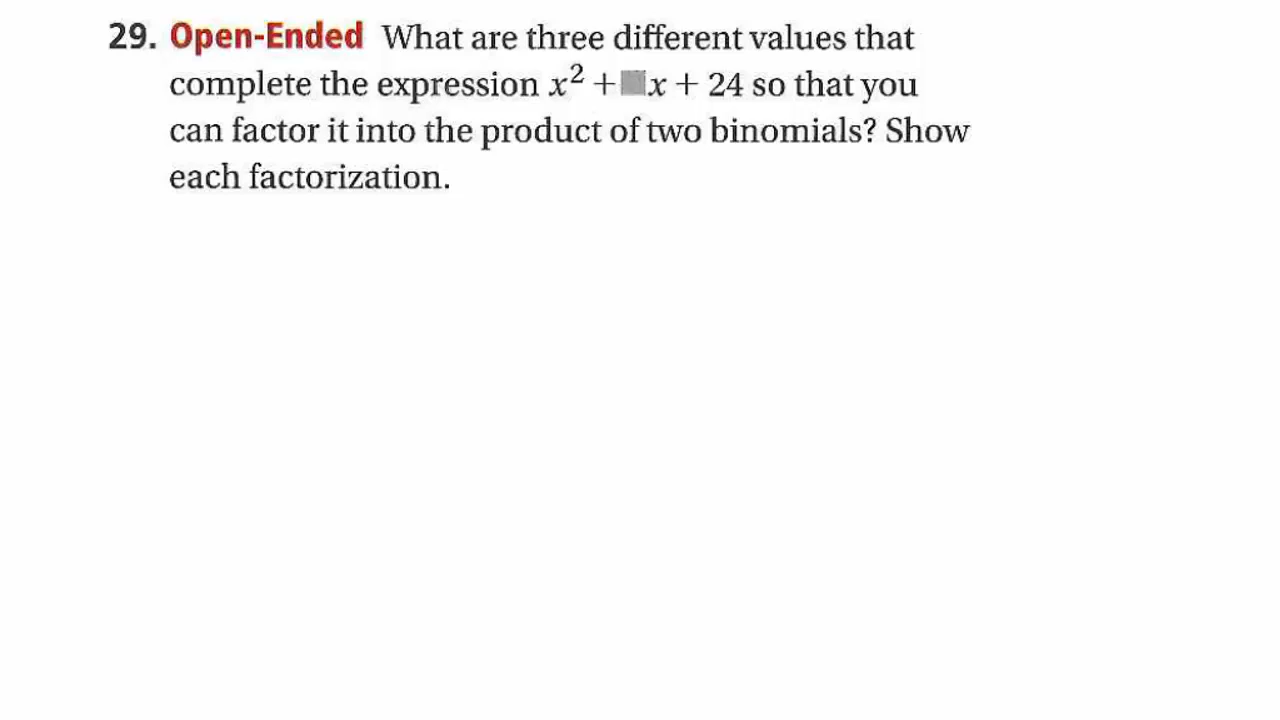 29. Open-Ended What are three different values that
complete the expression x² + ■x + 24 so that you
can factor it into the product of two binomials? Show
each factorization.